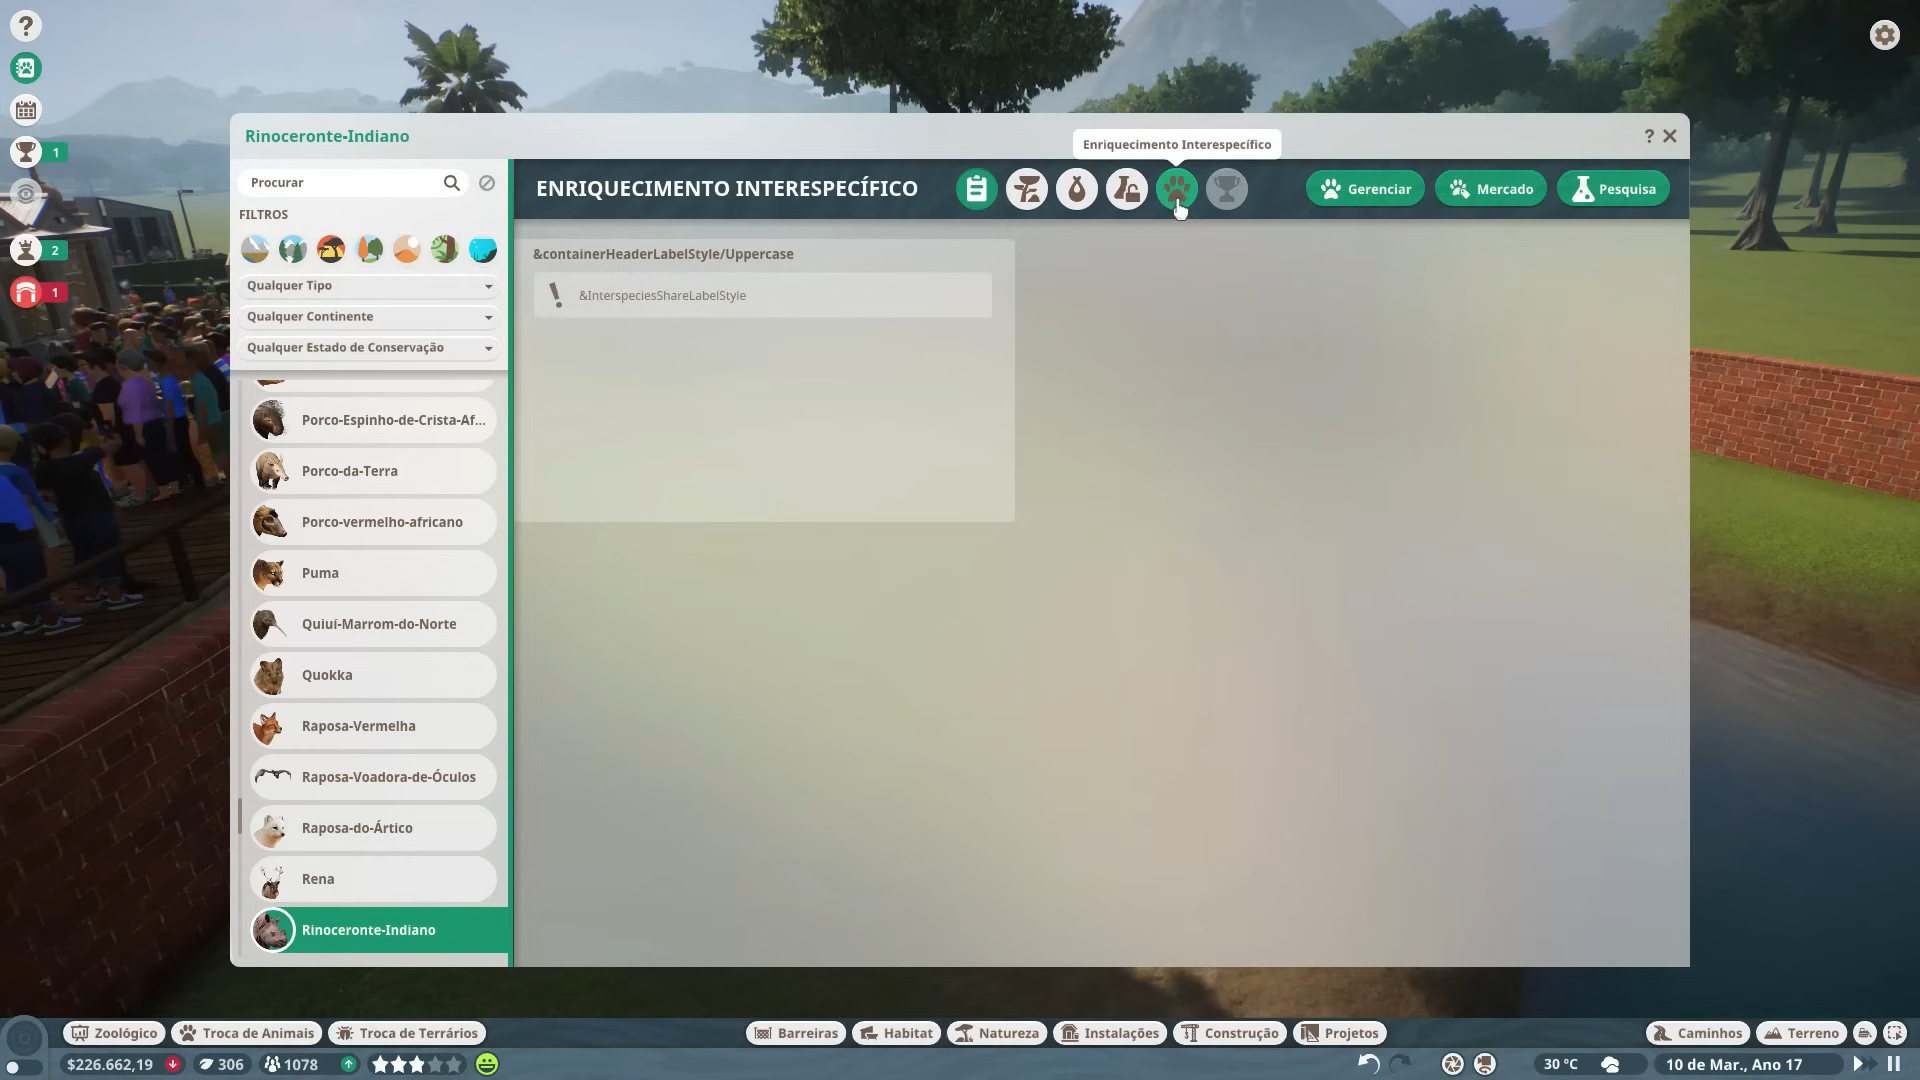 ?
1
2
1
Rinoceronte-Indiano
?
Enriquecimento Interespecífico
Procurar
ENRIQUECIMENTO INTERESPECÍFICO
Gerenciar
Mercado
Pesquisa
FILTROS
Qualquer Tipo
Qualquer Continente
Qualquer Estado de Conservação
&containerHeaderLabelStyle/Uppercase
! &InterspeciesShareLabelStyle
Porco-Espinho-de-Crista-Af...
Porco-da-Terra
Porco-vermelho-africano
Puma
Quiuí-Marrom-do-Norte
Quokka
Raposa-Vermelha
Raposa-Voadora-de-Óculos
Raposa-do-Ártico
Rena
Rinoceronte-Indiano
Zoológico
Troca de Animais
Troca de Terrários
Barreiras
Habitat
Natureza
Instalações
Construção
Projetos
Caminhos
Terreno
$226.662,19
306
1078
30 °C
10 de Mar., Ano 17